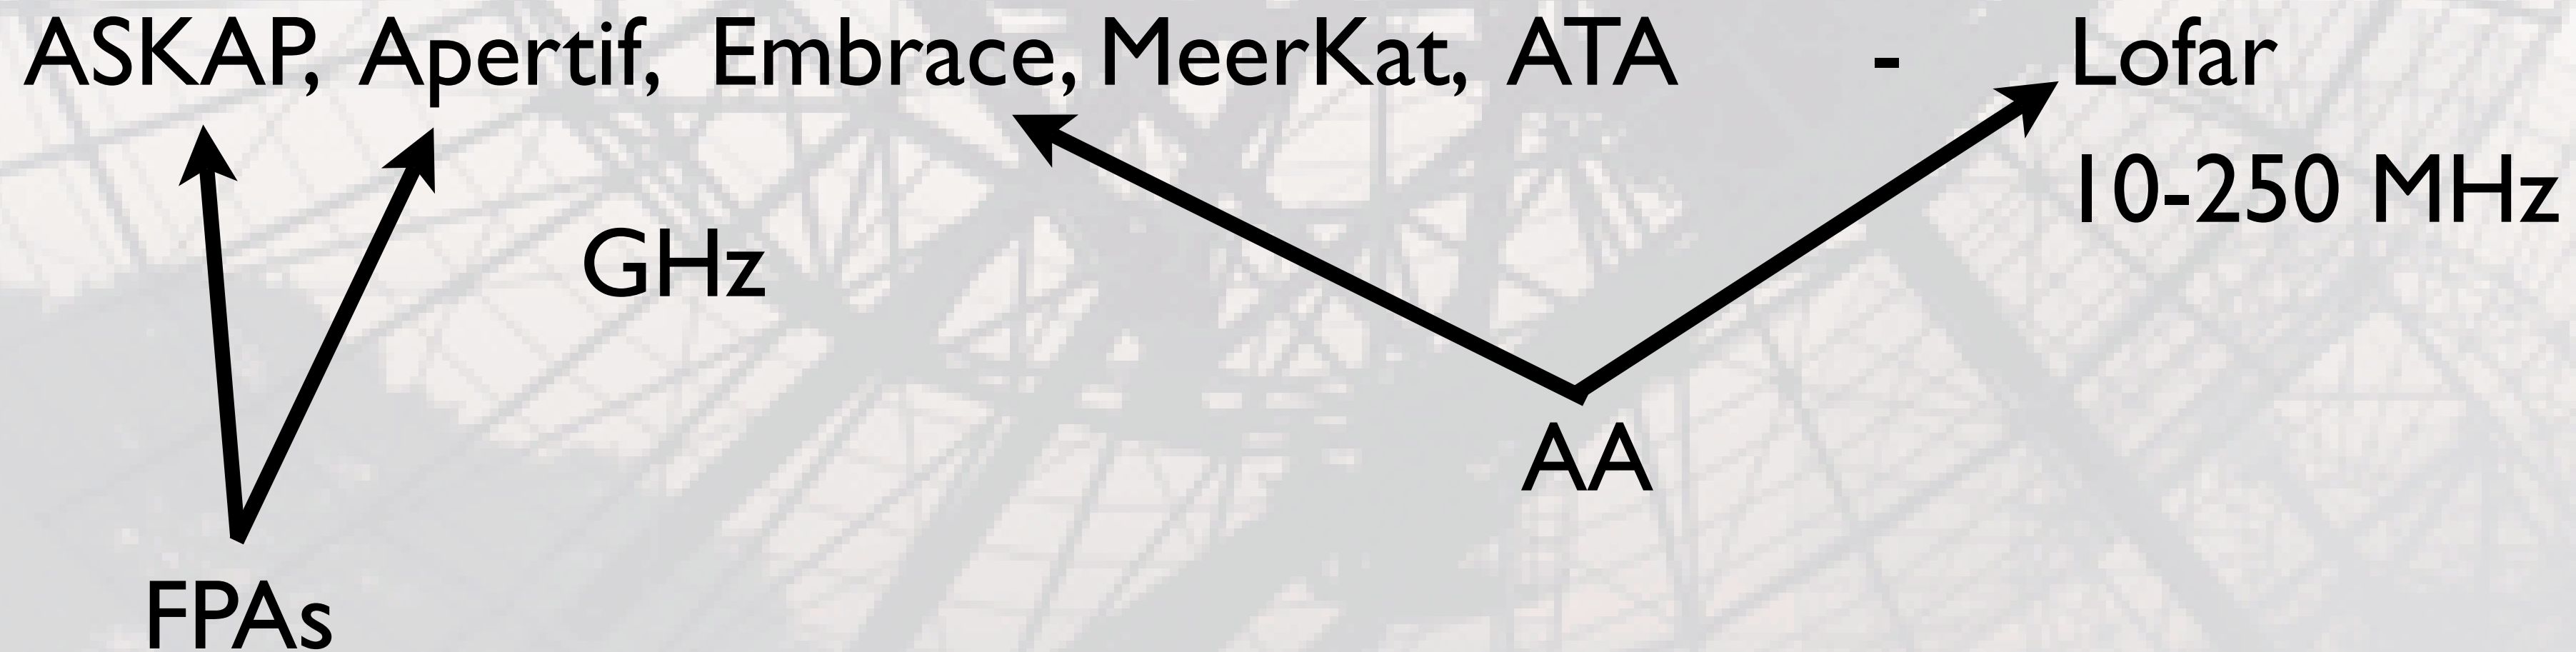 ASKAP, Apertif, Embrace, MeerKat, ATA - Lofar
10-250 MHz
GHz
AA
FPAs